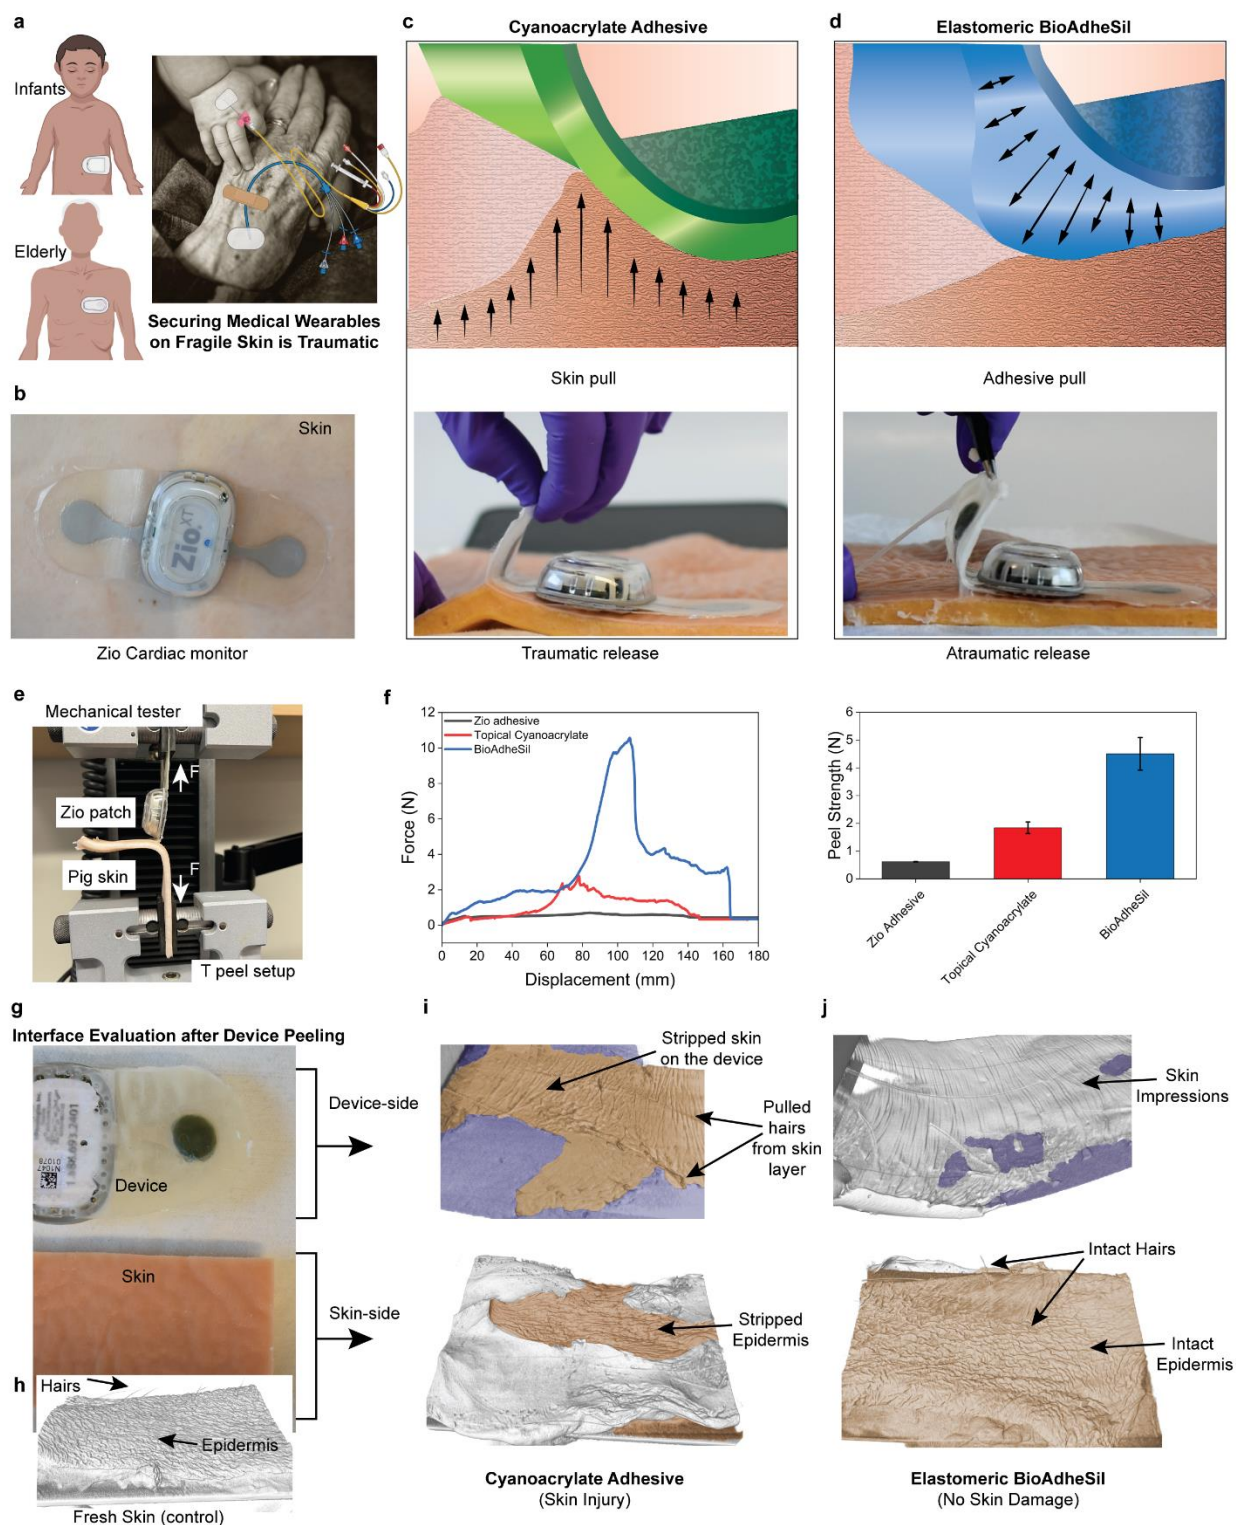 a
Infants
Elderly
Securing Medical Wearables
on Fragile Skin is Traumatic
b
Skin
Zio XT
Zio Cardiac monitor
c
Cyanoacrylate Adhesive
Skin pull
Traumatic release
d
Elastomeric BioAdheSil
Adhesive pull
Atraumatic release
e
Mechanical tester
F
Zio patch
Pig skin
F
T peel setup
f
12
10
8
6
4
2
0
Force (N)
Zio adhesive
Topical Cyanoacrylate
BioAdheSil
0 20 40 60 80 100 120 140 160 180
Displacement (mm)
6
5
4
3
2
1
0
Peel Strength (N)
Zio Adhesive
Topical Cyanoacrylate
BioAdheSil
g
Interface Evaluation after Device Peeling
Device-side
N1047
Device
Skin
Skin-side
h
Hairs
Epidermis
Fresh Skin (control)
i
Stripped skin
on the device
Pulled
hairs
from skin
layer
Stripped
Epidermis
Cyanoacrylate Adhesive
(Skin Injury)
j
Skin
Impressions
Intact Hairs
Intact
Epidermis
Elastomeric BioAdheSil
(No Skin Damage)